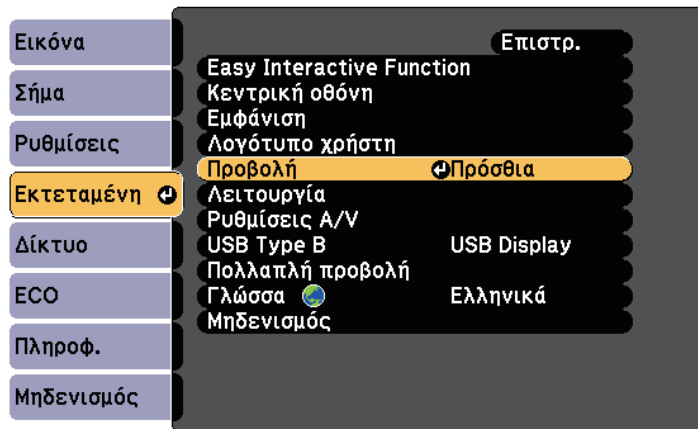 Εικόνα
Σήμα
Ρυθμίσεις
Εκτεταμένη
Δίκτυο
ECO
Πληροφ.
Μηδενισμός
Επιστρ.
Easy Interactive Function
Κεντρική οθόνη
Εμφάνιση
Λογότυπο χρήστη
Προβολή Πρόσθια
Λειτουργία
Ρυθμίσεις A/V
USB Type B USB Display
Πολλαπλή προβολή
Γλώσσα Ελληνικά
Μηδενισμός